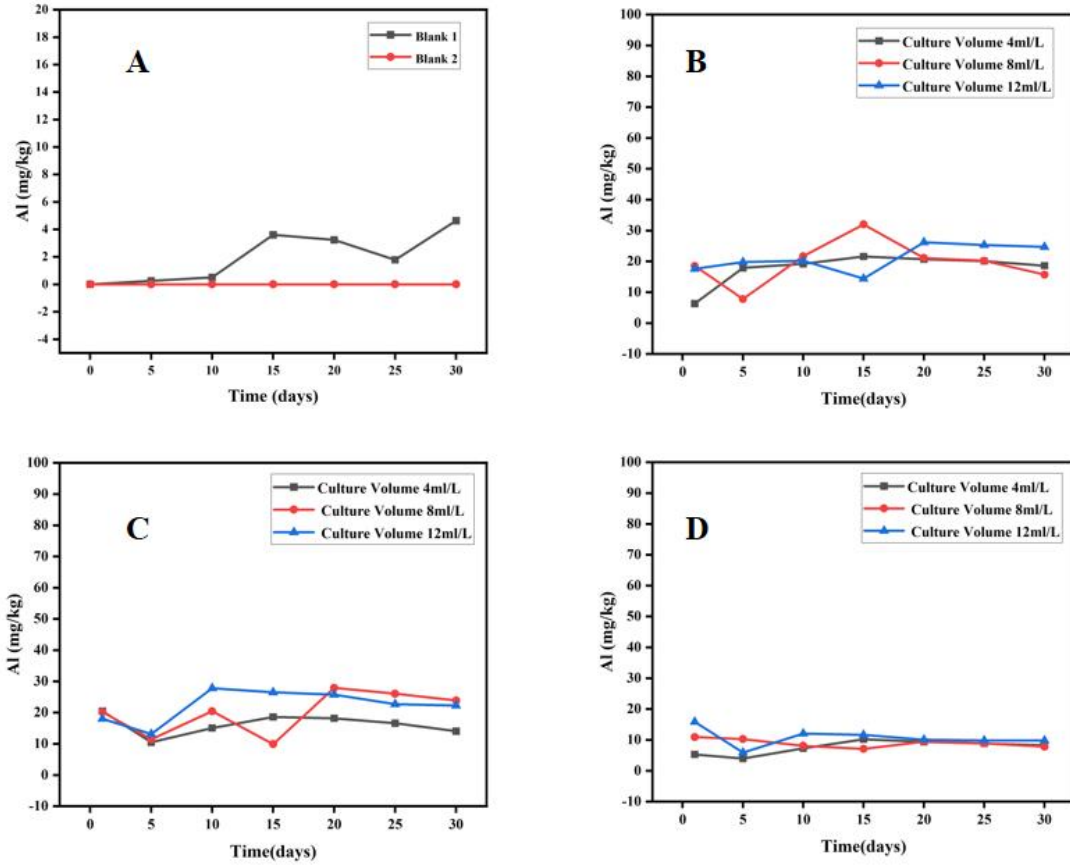 A
Blank 1
Blank 2
Al (mg/kg)
20
18
16
14
12
10
8
6
4
2
0
-2
-4
0 5 10 15 20 25 30
Time (days)
B
Culture Volume 4ml/L
Culture Volume 8ml/L
Culture Volume 12ml/L
Al (mg/kg)
100
90
80
70
60
50
40
30
20
10
0
-10
0 5 10 15 20 25 30
Time(days)
C
Culture Volume 4ml/L
Culture Volume 8ml/L
Culture Volume 12ml/L
Al (mg/kg)
100
90
80
70
60
50
40
30
20
10
0
-10
0 5 10 15 20 25 30
Time(days)
D
Culture Volume 4ml/L
Culture Volume 8ml/L
Culture Volume 12ml/L
Al (mg/kg)
100
90
80
70
60
50
40
30
20
10
0
-10
0 5 10 15 20 25 30
Time(days)